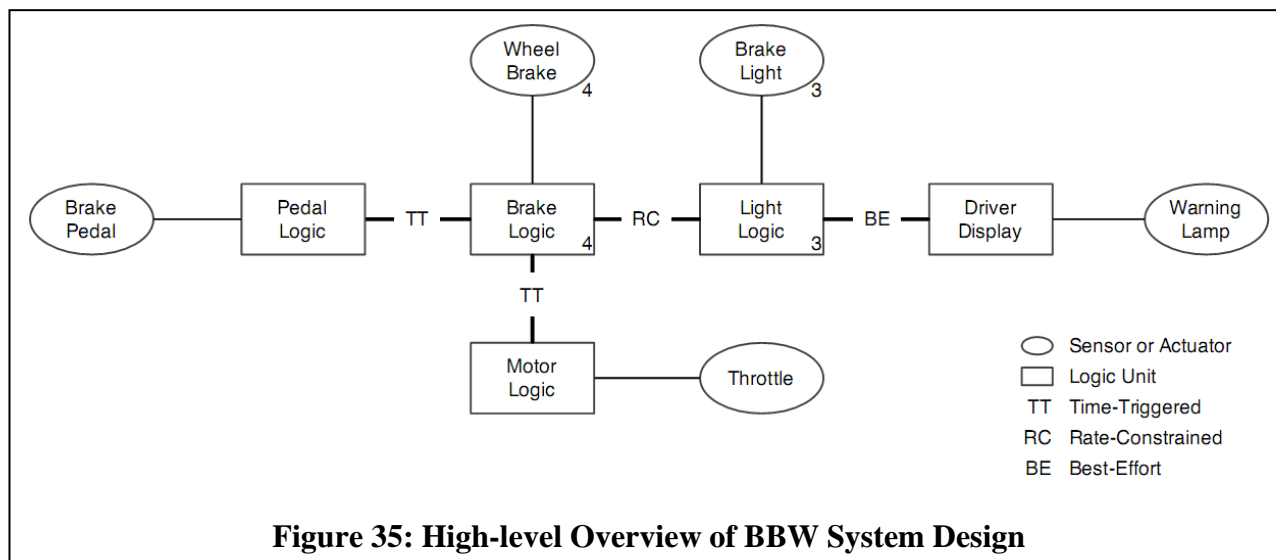 Wheel
Brake
4
Brake
Light
3
Brake
Pedal
Pedal
Logic
TT
Brake
Logic
4
RC
Light
Logic
3
BE
Driver
Display
Warning
Lamp
TT
Motor
Logic
Throttle
Sensor or Actuator
Logic Unit
TT Time-Triggered
RC Rate-Constrained
BE Best-Effort
Figure 35: High-level Overview of BBW System Design